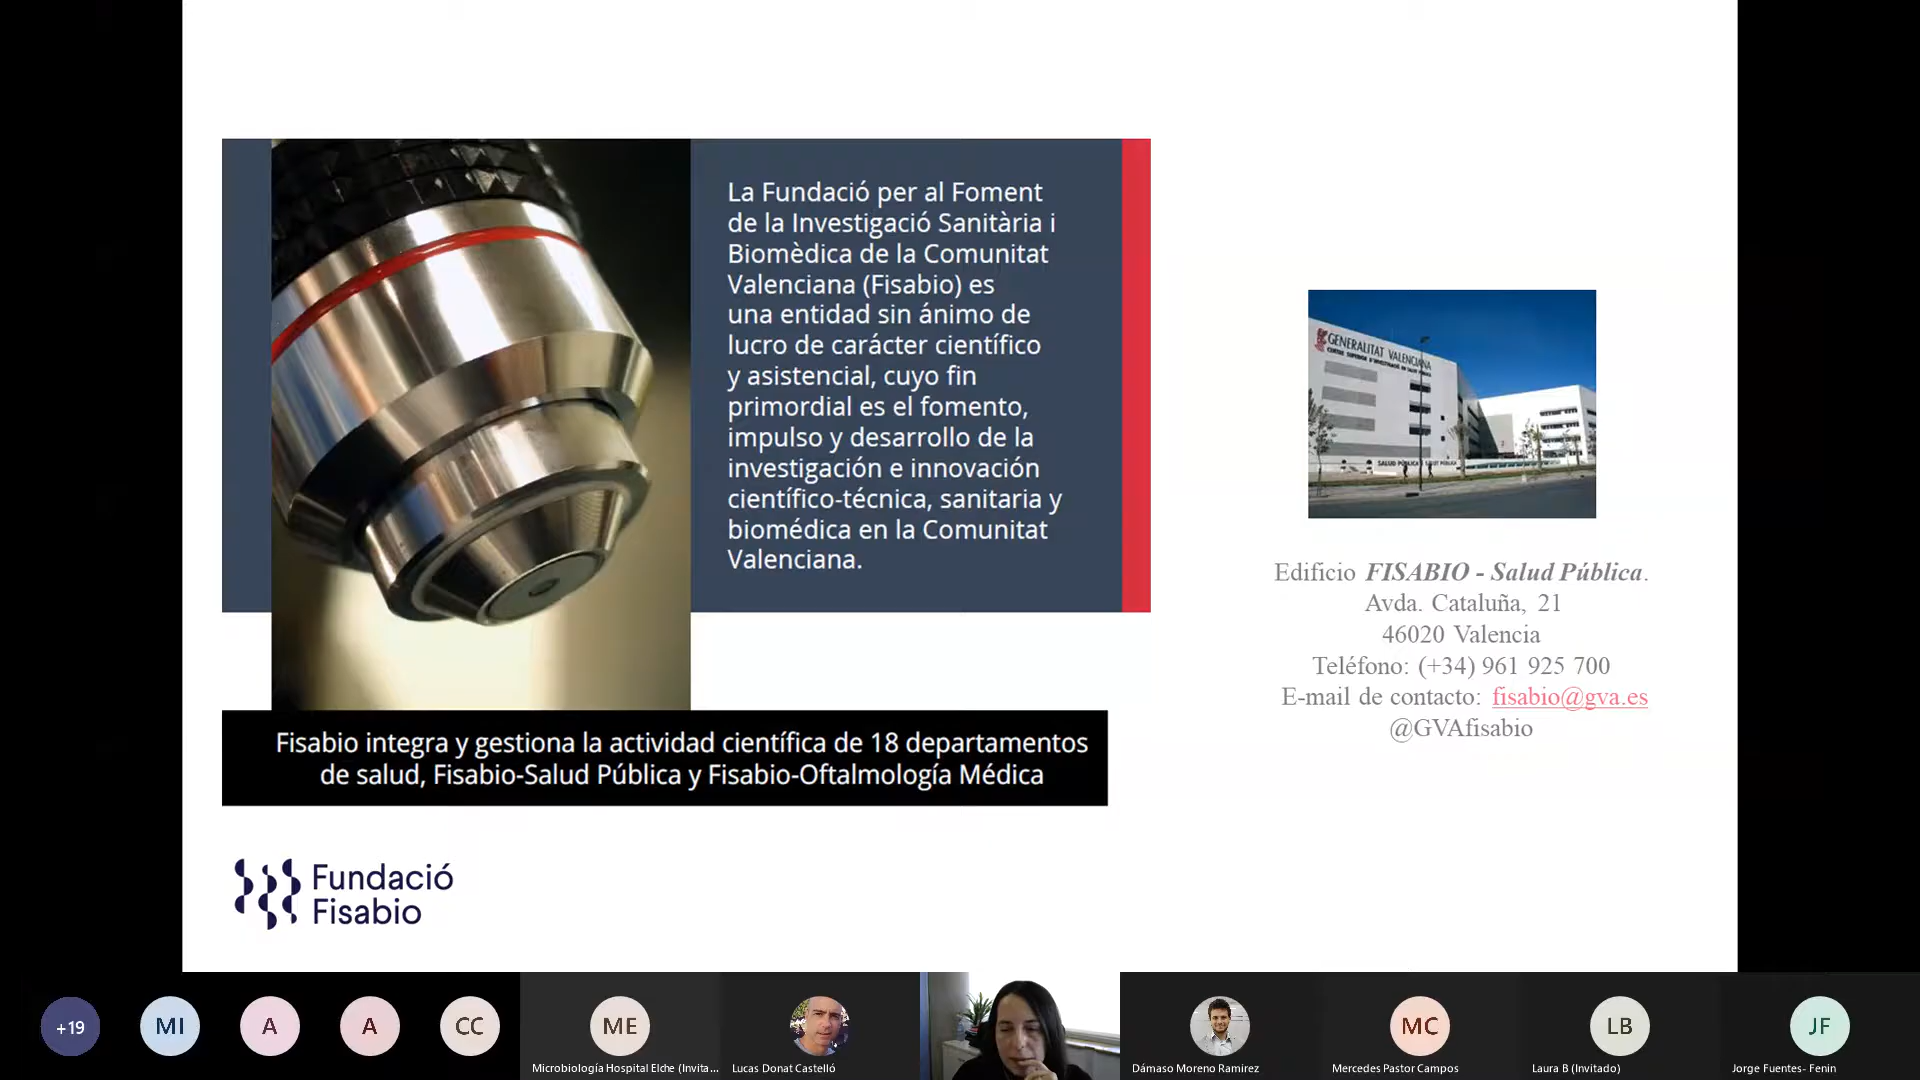 La Fundació per al Foment
de la Investigació Sanitària i
Biomèdica de la Comunitat
Valenciana (Fisabio) es
una entidad sin ánimo de
lucro de carácter científico
y asistencial, cuyo fin
primordial es el fomento,
impulso y desarrollo de la
investigación e innovación
científico-técnica, sanitaria y
biomédica en la Comunitat
Valenciana.
GENERALITAT VALENCIANA
Edificio FISABIO - Salud Pública.
Avda. Cataluña, 21
46020 Valencia
Teléfono: (+34) 961 925 700
E-mail de contacto: fisabio@gva.es
@GVAfisabio
Fisabio integra y gestiona la actividad científica de 18 departamentos
de salud, Fisabio-Salud Pública y Fisabio-Oftalmología Médica
Fundació
Fisabio
+19
MI
A
A
CC
ME
MC
LB
JF
Microbiología Hospital Elche (Invita...
Lucas Donat Castelló
Dámaso Moreno Ramirez
Mercedes Pastor Campos
Laura B (Invitado)
Jorge Fuentes- Fenin